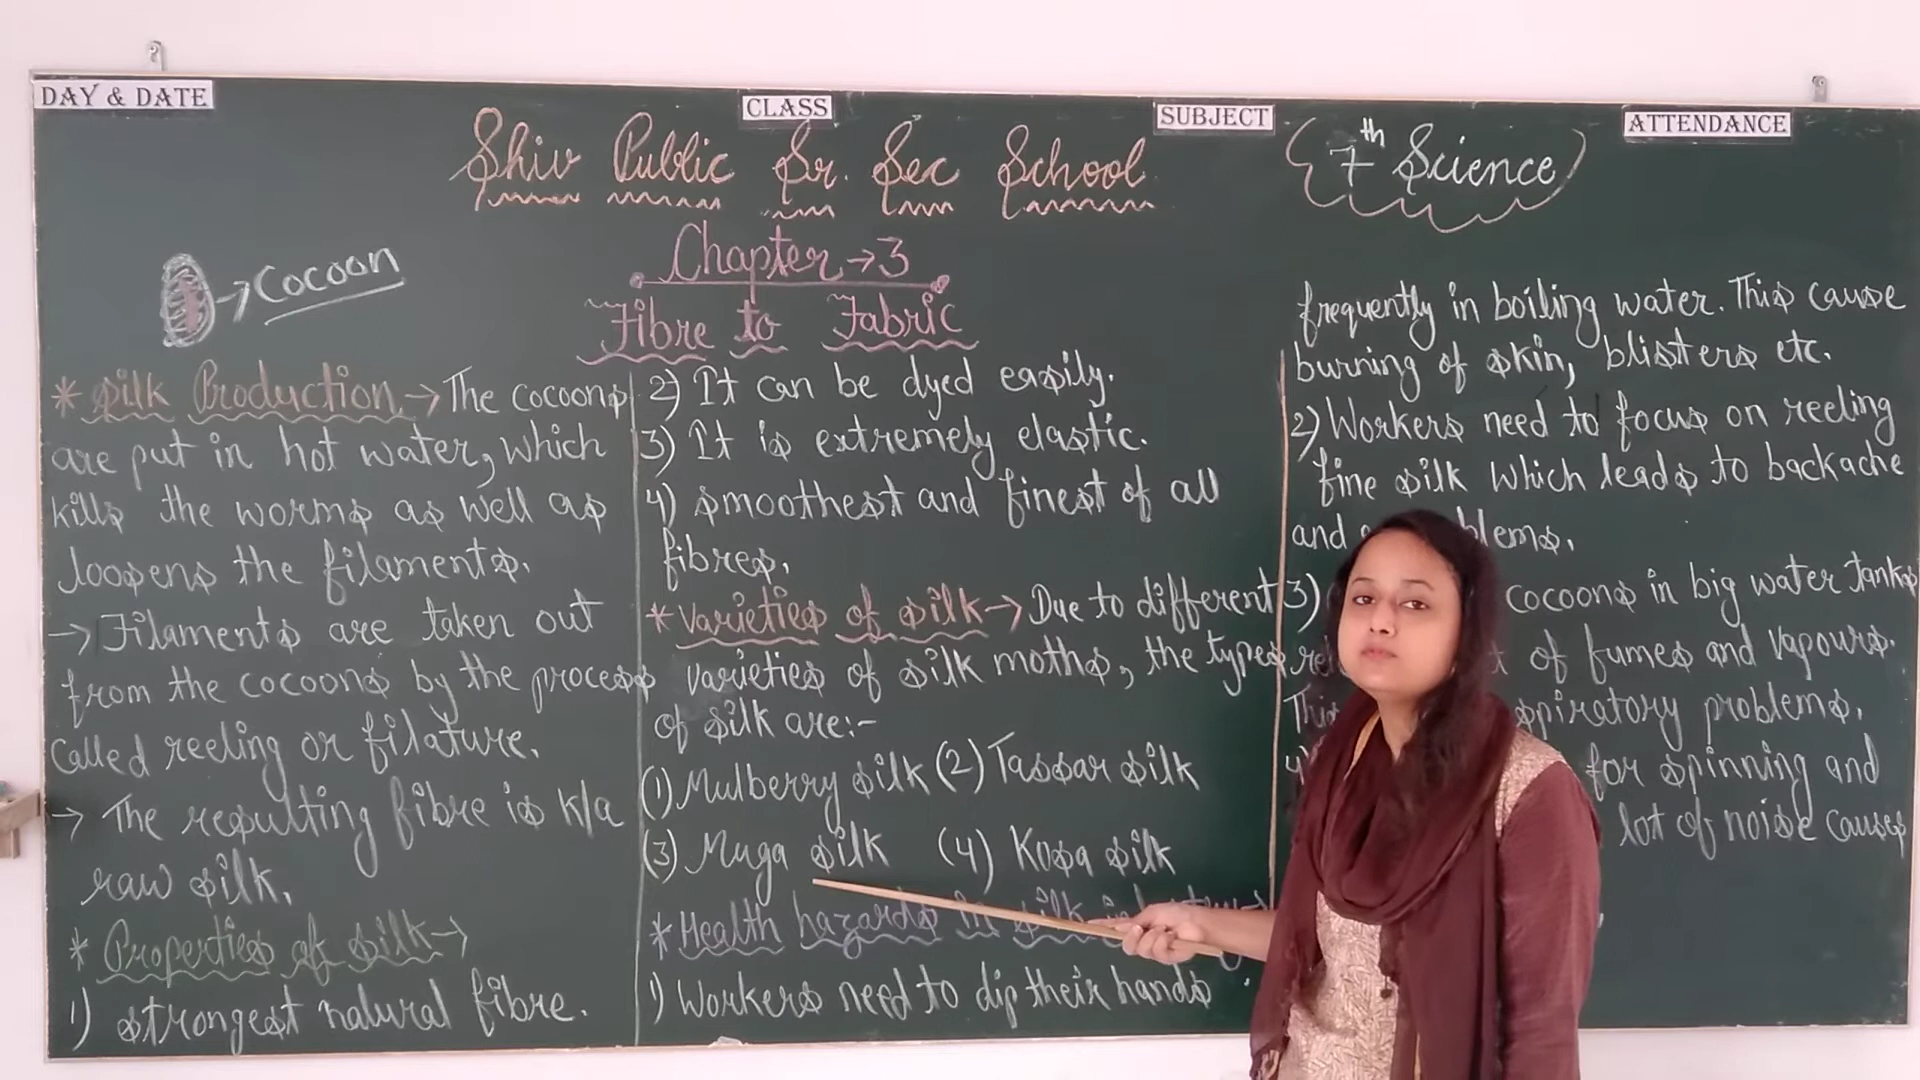 DAY & DATE
CLASS
SUBJECT
ATTENDANCE
Shiv Public Sr. Sec School
7th Science
Chapter → 3
Fibre to Fabric
→ Cocoon
* Silk Production → The cocoons
are put in hot water, which
kills the worms as well as
loosens the filaments.
→ Filaments are taken out
from the cocoons by the process
called reeling or filature.
→ The resulting fibre is k/a
raw silk.
* Properties of silk →
1) strongest natural fibre.
2) It can be dyed easily.
3) It is extremely elastic.
4) smoothest and finest of all
fibres.
* Varieties of silk → Due to different
varieties of silk moths, the types
of silk are:-
(1) Mulberry silk (2) Tassar silk
(3) Muga silk (4) Kosa silk
* Health hazards in silk
1) Workers need to dip their hands
frequently in boiling water. This cause
burning of skin, blisters etc.
2) Workers need to focus on reeling
fine silk which leads to backache
and
3) cocoons in big water tanks
of fumes and vapours.
problems.
4) for spinning and
lot of noise causes